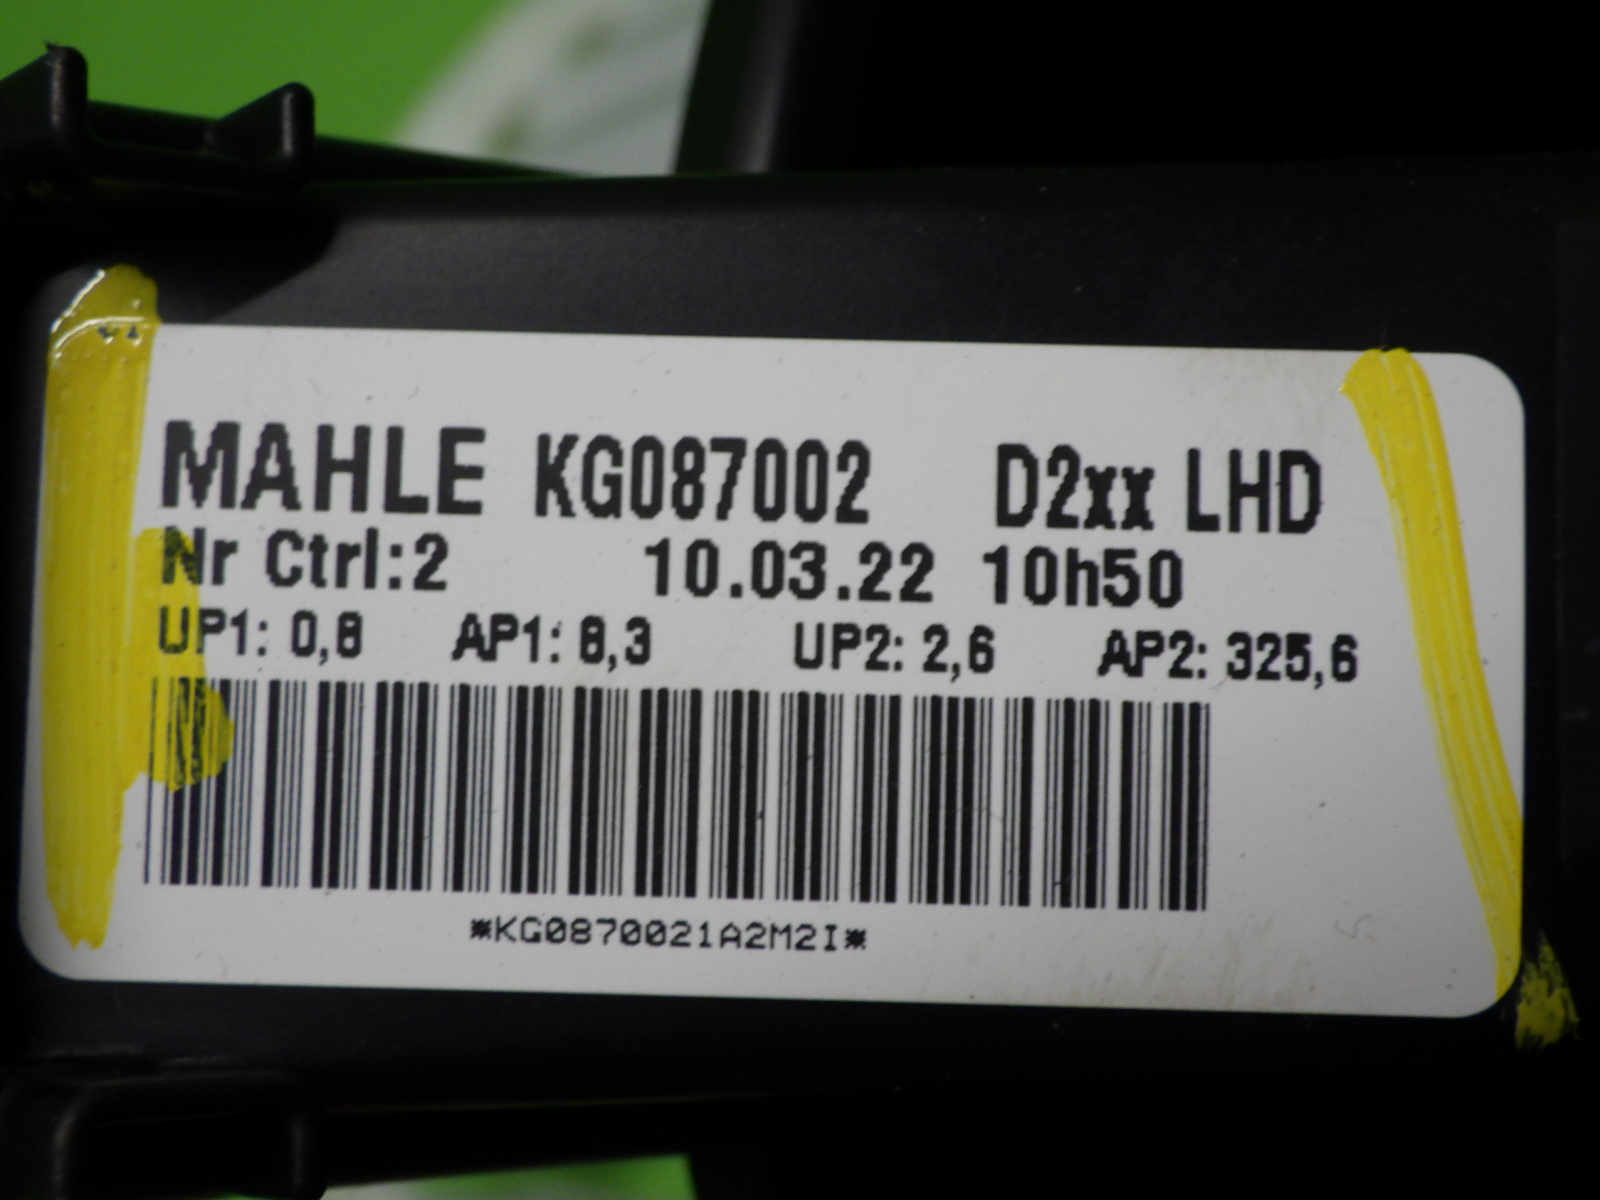 MAHLE KG087002 D2xx LHD
Nr Ctrl:2 10.03.22 10h50
UP1: 0,8 AP1: 8,3 UP2: 2,6 AP2: 325,6
*KG0870021A2M2I*